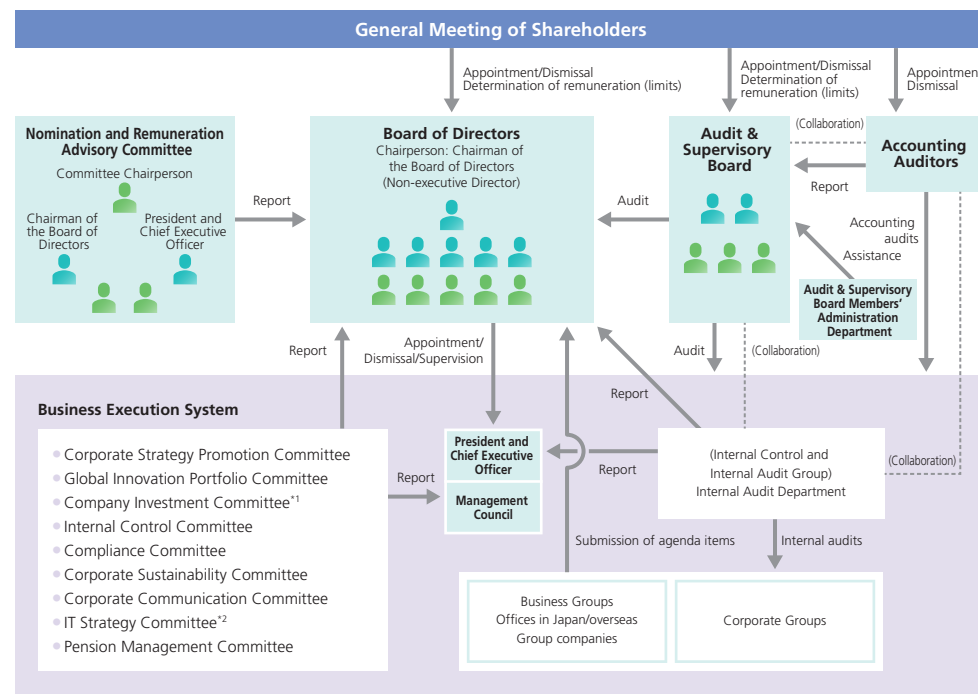 General Meeting of Shareholders
Appointment/Dismissal
Determination of remuneration (limits)
Appointment/Dismissal
Determination of
remuneration (limits)
Appointment
Dismissal
Nomination and Remuneration
Advisory Committee
Committee Chairperson
Chairman of
the Board of
Directors
President and
Chief Executive
Officer
Report
Board of Directors
Chairperson: Chairman of
the Board of Directors
(Non-executive Director)
Audit
Audit &
Supervisory
Board
(Collaboration)
Accounting
Auditors
Report
Accounting
audits
Assistance
Audit & Supervisory
Board Members’
Administration
Department
Report
Appointment/
Dismissal/Supervision
Audit
(Collaboration)
Report
Business Execution System
• Corporate Strategy Promotion Committee
• Global Innovation Portfolio Committee
• Company Investment Committee*1
• Internal Control Committee
• Compliance Committee
• Corporate Sustainability Committee
• Corporate Communication Committee
• IT Strategy Committee*2
• Pension Management Committee
Report
President and
Chief Executive
Officer
Management
Council
Report
(Internal Control and
Internal Audit Group)
Internal Audit Department
(Collaboration)
Submission of agenda items
Internal audits
Business Groups
Offices in Japan/overseas
Group companies
Corporate Groups